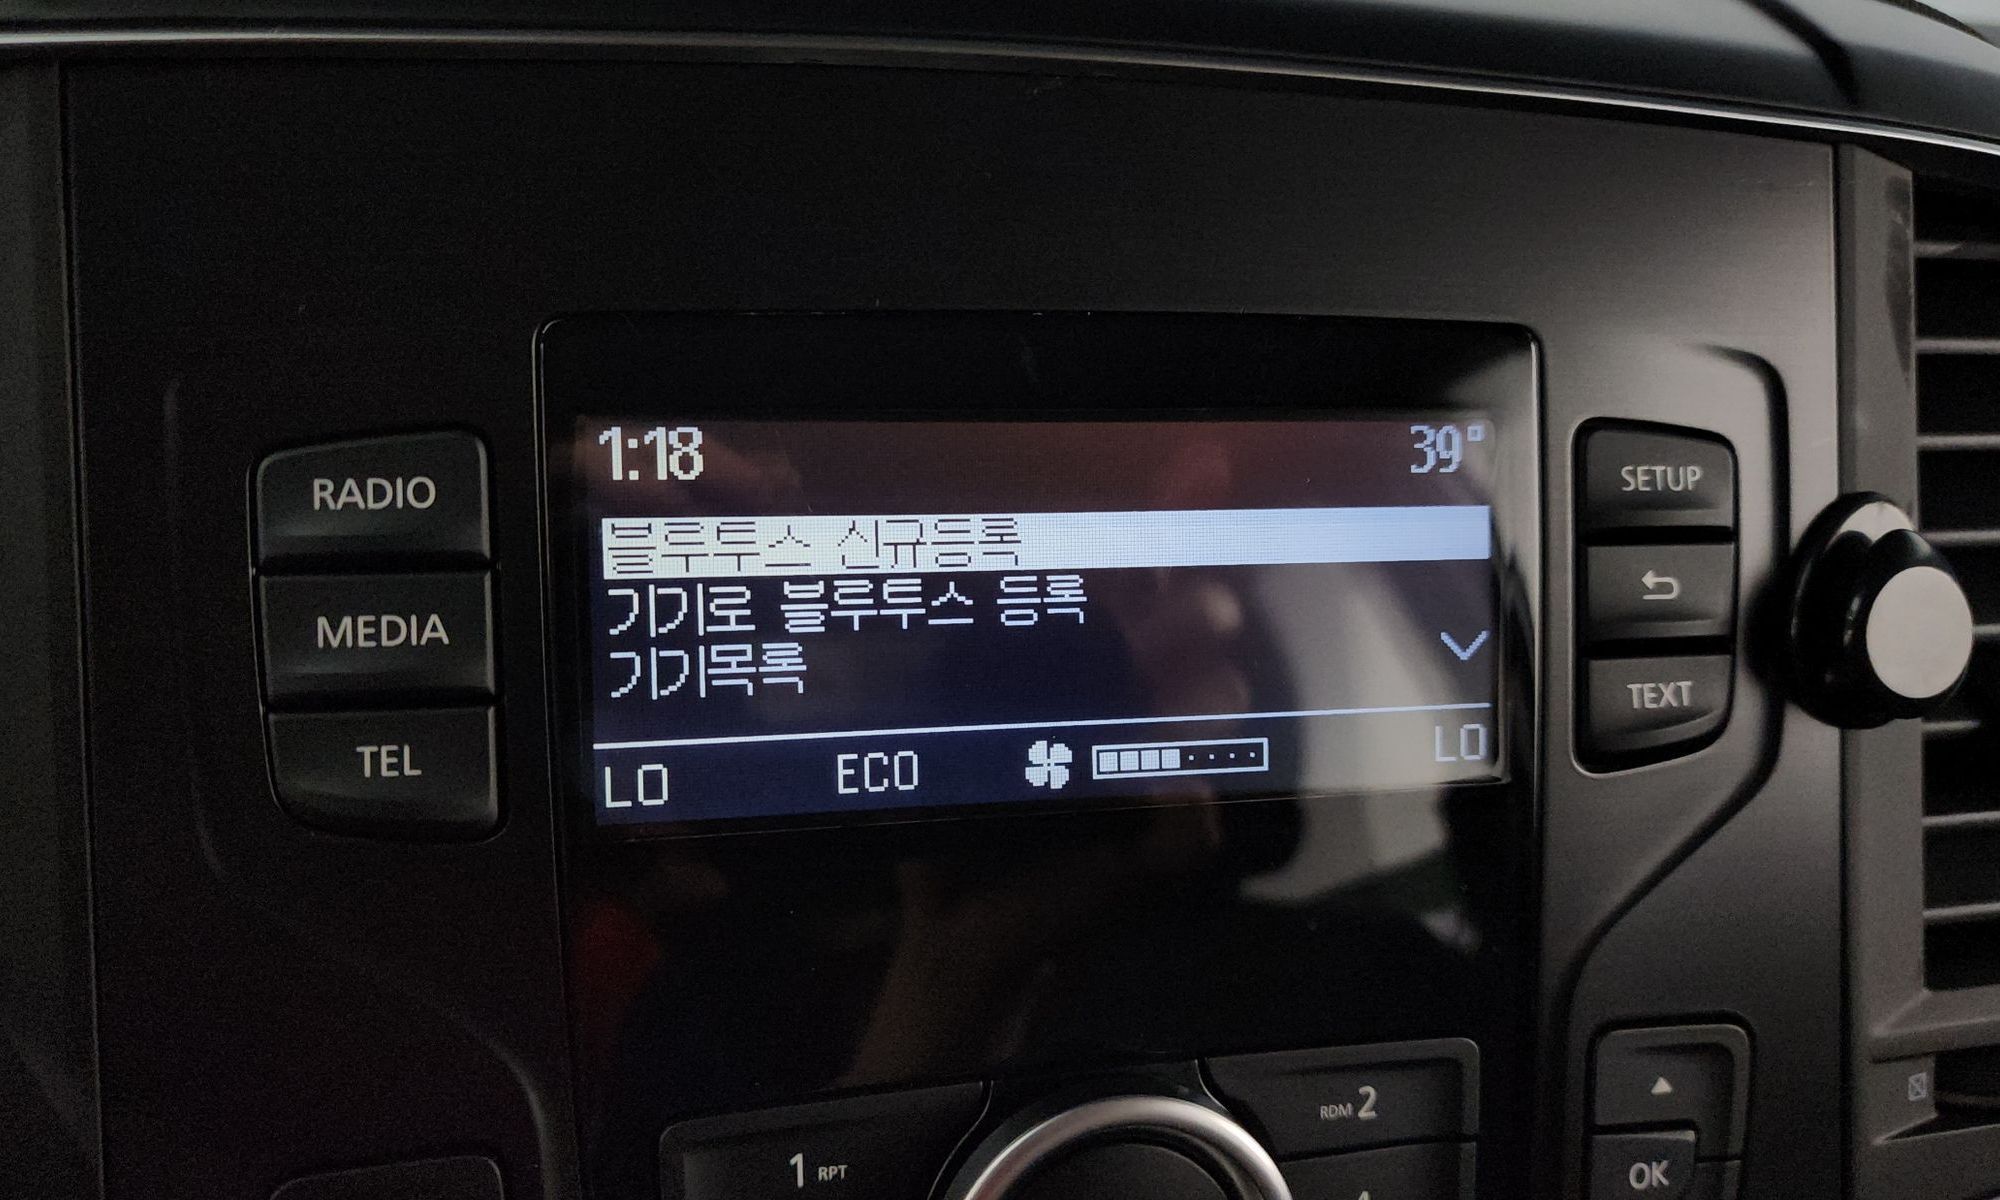 1:18 39°
블루투스 신규등록
기기로 블루투스 등록
기기목록
LO ECO LO
RADIO
MEDIA
TEL
SETUP
TEXT
1 RPT
RDM 2
OK